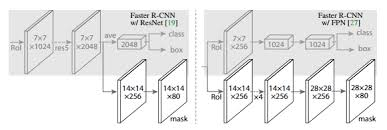 Faster R-CNN
w/ ResNet [19]
RoI
7×7
×1024
res5
7×7
×2048
ave
2048
class
box
14×14
×256
14×14
×80
mask
Faster R-CNN
w/ FPN [27]
RoI
7×7
×256
1024
1024
class
box
RoI
14×14
×256
×4
14×14
×256
28×28
×256
28×28
×80
mask